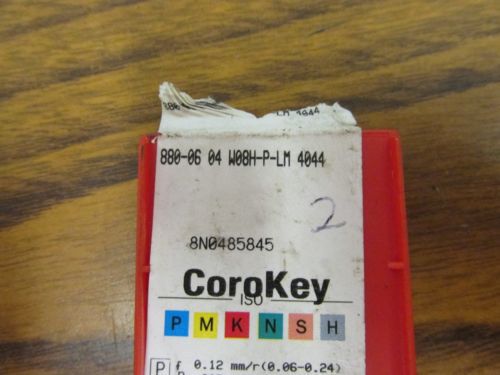 LM 4044
880-06 04 W08H-P-LM 4044
2
8N0485845
CoroKey
ISO
P M K N S H
P f 0.12 mm/r(0.06-0.24)